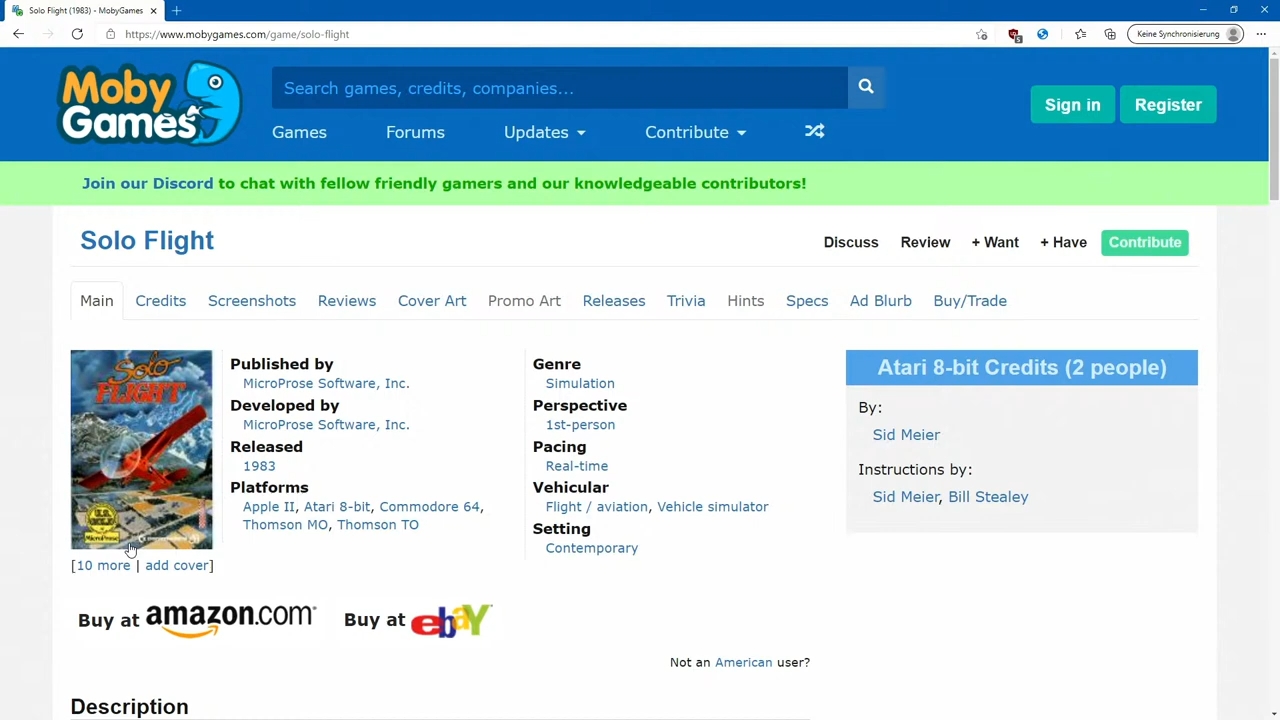 Solo Flight (1983) - MobyGames
https://www.mobygames.com/game/solo-flight
5
Keine Synchronisierung
Moby Games
Search games, credits, companies...
Sign in
Register
Games Forums Updates Contribute
Join our Discord to chat with fellow friendly gamers and our knowledgeable contributors!
Solo Flight
Discuss Review + Want + Have Contribute
Main Credits Screenshots Reviews Cover Art Promo Art Releases Trivia Hints Specs Ad Blurb Buy/Trade
Solo
FLIGHT
U.S.
GOLD
MicroProse
[10 more | add cover]
Published by
MicroProse Software, Inc.
Developed by
MicroProse Software, Inc.
Released
1983
Platforms
Apple II, Atari 8-bit, Commodore 64,
Thomson MO, Thomson TO
Genre
Simulation
Perspective
1st-person
Pacing
Real-time
Vehicular
Flight / aviation, Vehicle simulator
Setting
Contemporary
Atari 8-bit Credits (2 people)
By:
Sid Meier
Instructions by:
Sid Meier, Bill Stealey
Buy at amazon.com
Buy at ebay
Not an American user?
Description